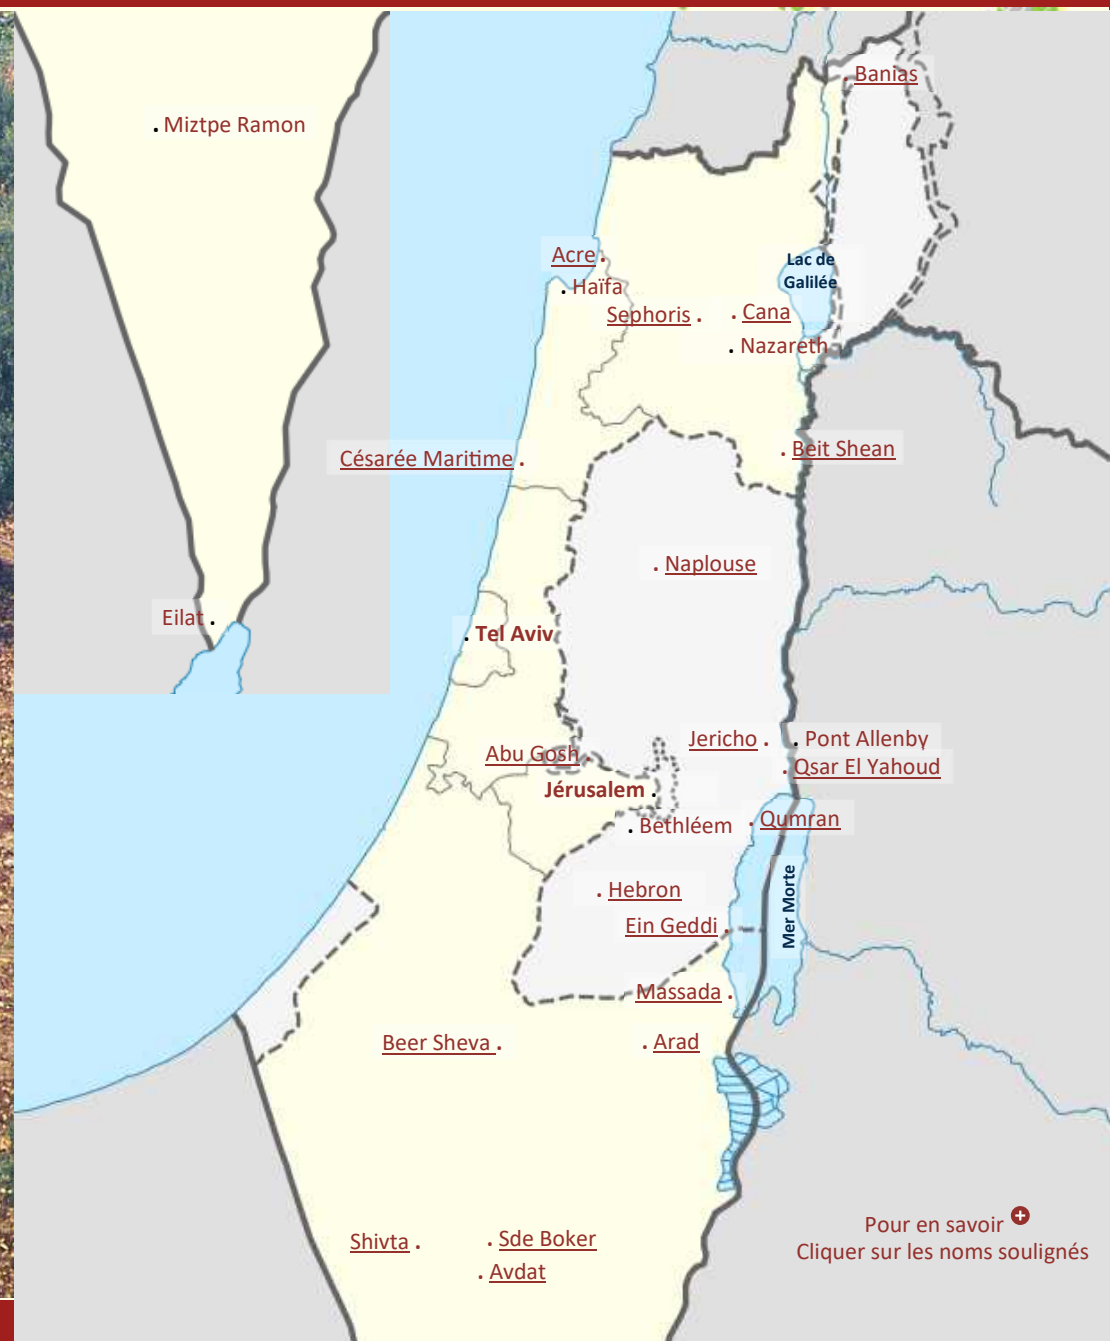 Banias
Miztpe Ramon
Acre
Lac de
Galilée
Haïfa
Sephoris
Cana
Nazareth
Beit Shean
Césarée Maritime
Naplouse
Eilat
Tel Aviv
Jericho
Pont Allenby
Abu Gosh
Qsar El Yahoud
Jérusalem
Qumran
Bethléem
Hebron
Mer Morte
Ein Geddi
Massada
Beer Sheva
Arad
Pour en savoir +
Cliquer sur les noms soulignés
Shivta
Sde Boker
Avdat